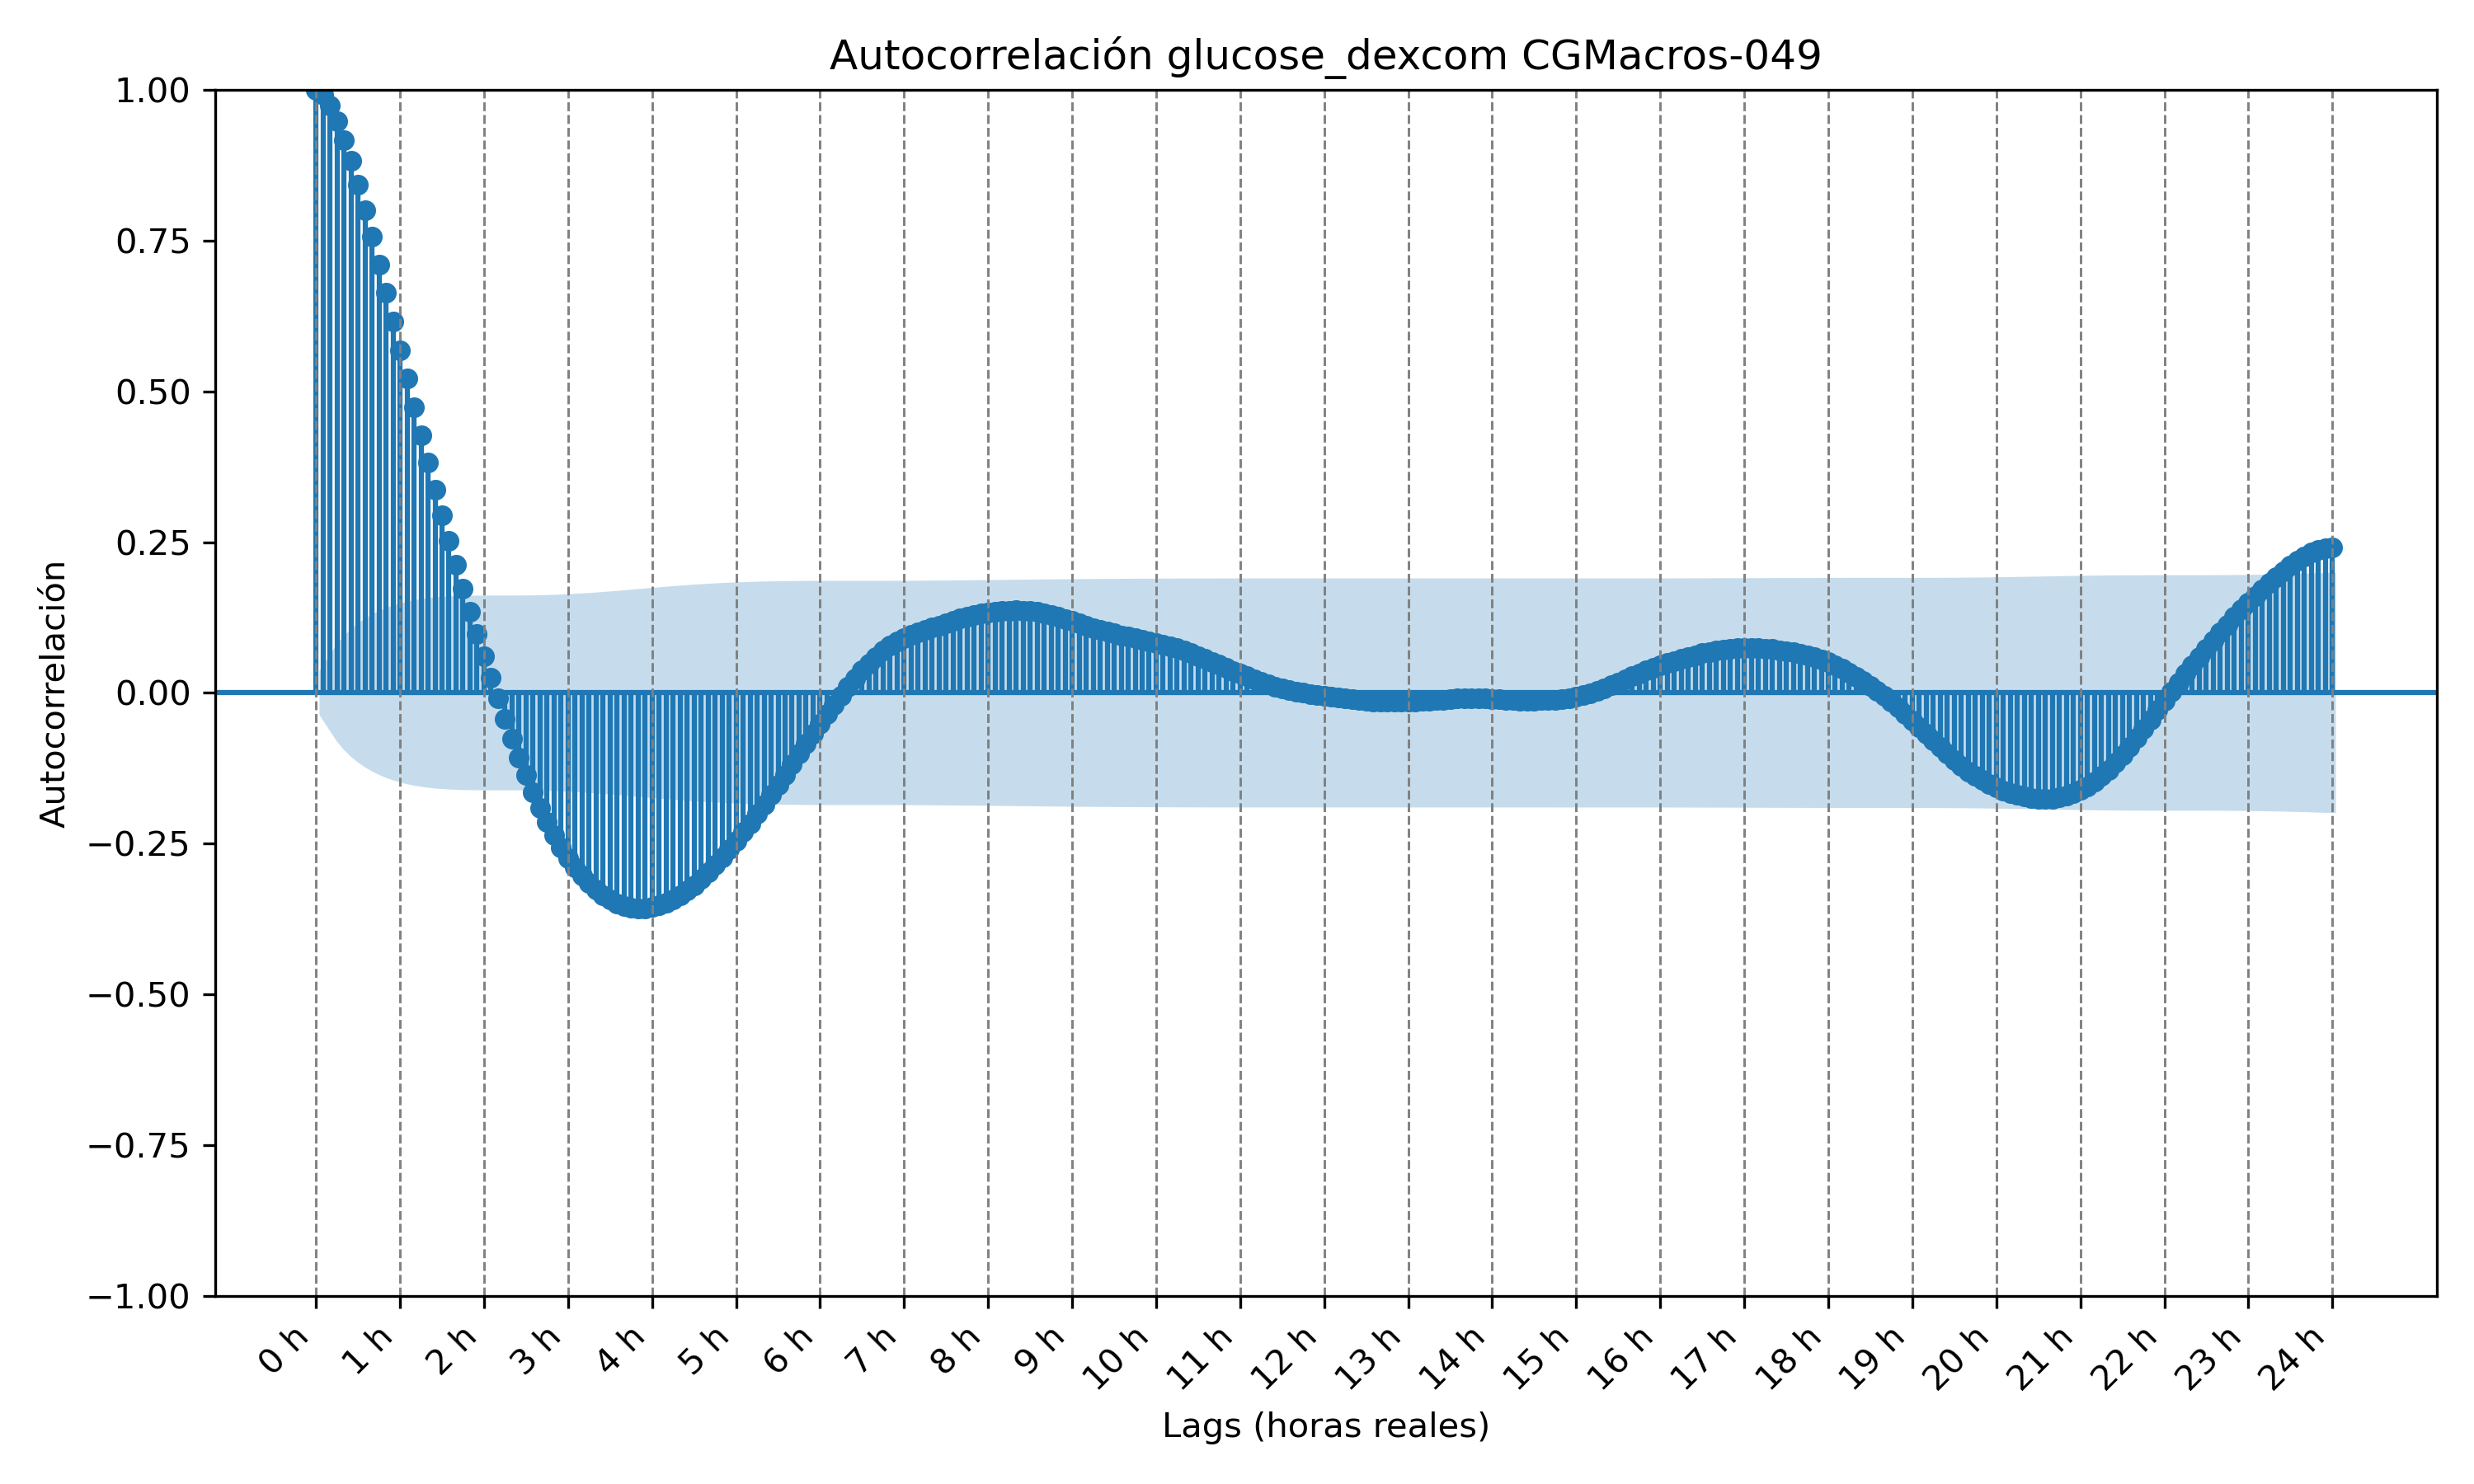 Autocorrelación glucose_dexcom CGMacros-049
Autocorrelación
1.00
0.75
0.50
0.25
0.00
−0.25
−0.50
−0.75
−1.00
0 h
1 h
2 h
3 h
4 h
5 h
6 h
7 h
8 h
9 h
10 h
11 h
12 h
13 h
14 h
15 h
16 h
17 h
18 h
19 h
20 h
21 h
22 h
23 h
24 h
Lags (horas reales)